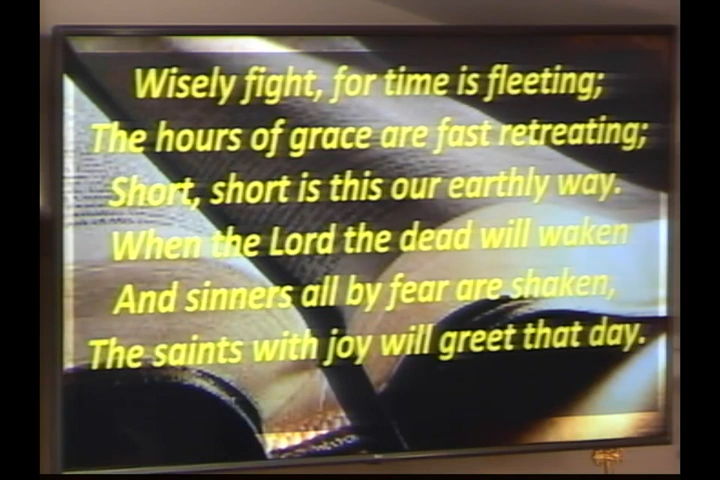 Wisely fight, for time is fleeting;
The hours of grace are fast retreating;
Short, short is this our earthly way.
When the Lord the dead will waken
And sinners all by fear are shaken,
The saints with joy will greet that day.